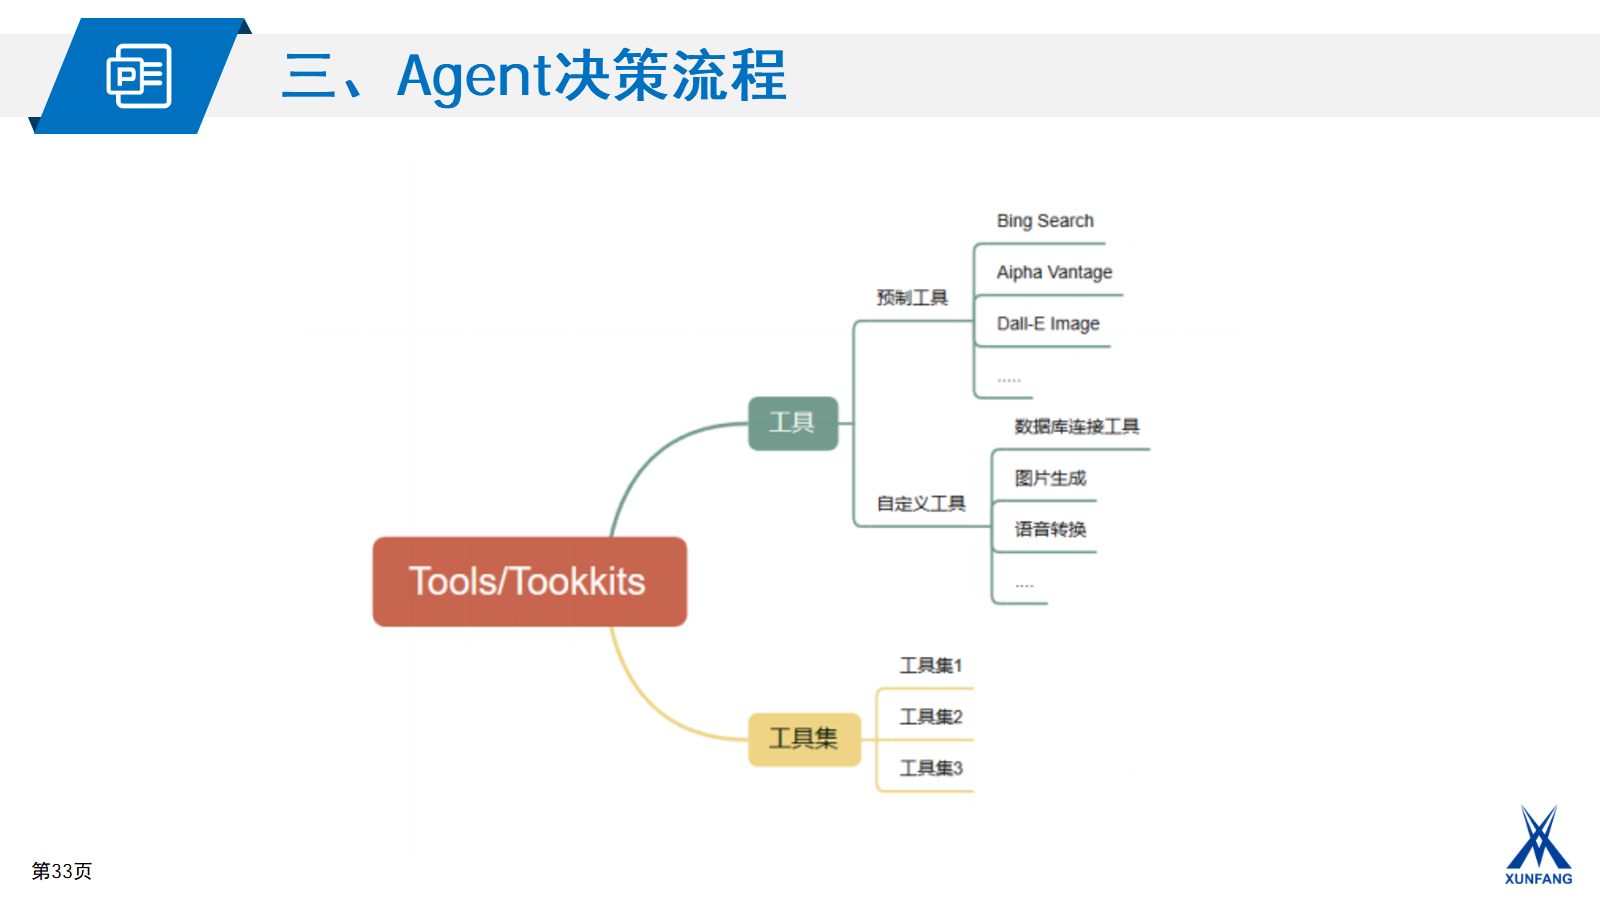 三、Agent决策流程
Bing Search
Aipha Vantage
预制工具
Dall-E Image
.....
工具
数据库连接工具
图片生成
自定义工具
语音转换
....
Tools/Tookkits
工具集1
工具集2
工具集
工具集3
第33页
XUNFANG